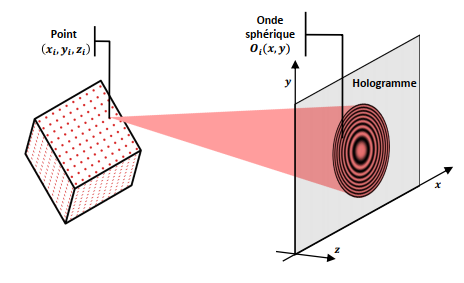 Point
(xᵢ, yᵢ, zᵢ)
Onde
sphérique
Oᵢ(x, y)
y
Hologramme
x
z